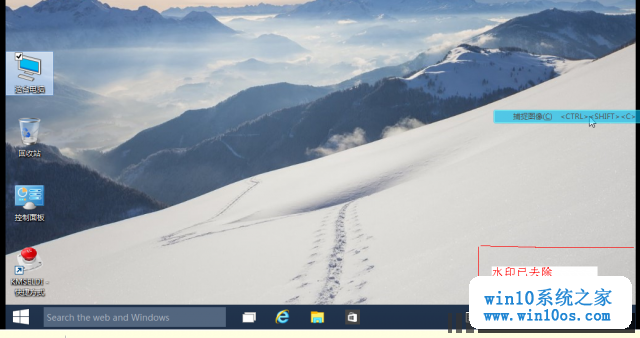 这台电脑
捕捉图像(C) <CTRL><SHIFT><C>
回收站
控制面板
KMSELDI -
快捷方式
水印已去除
Search the web and Windows
win10系统之家
www.win10os.com